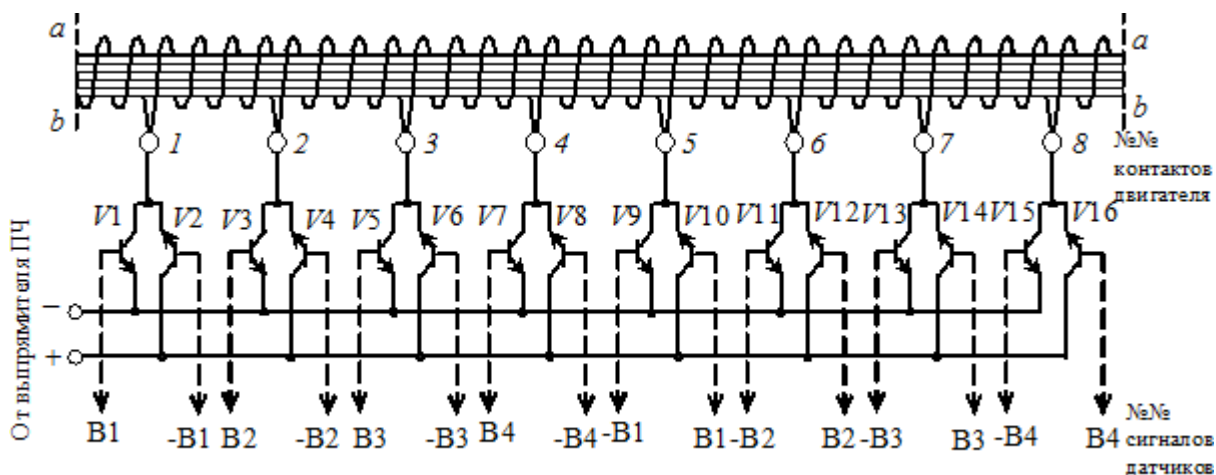 a a
b b
1 2 3 4 5 6 7 8
№№
контактов
двигателя
V1 V2 V3 V4 V5 V6 V7 V8 V9 V10 V11 V12 V13 V14 V15 V16
От выпрямителя ПЧ
−
+
B1 -B1 B2 -B2 B3 -B3 B4 -B4 -B1 B1 -B2 B2 -B3 B3 -B4 B4
№№
сигналов
датчиков